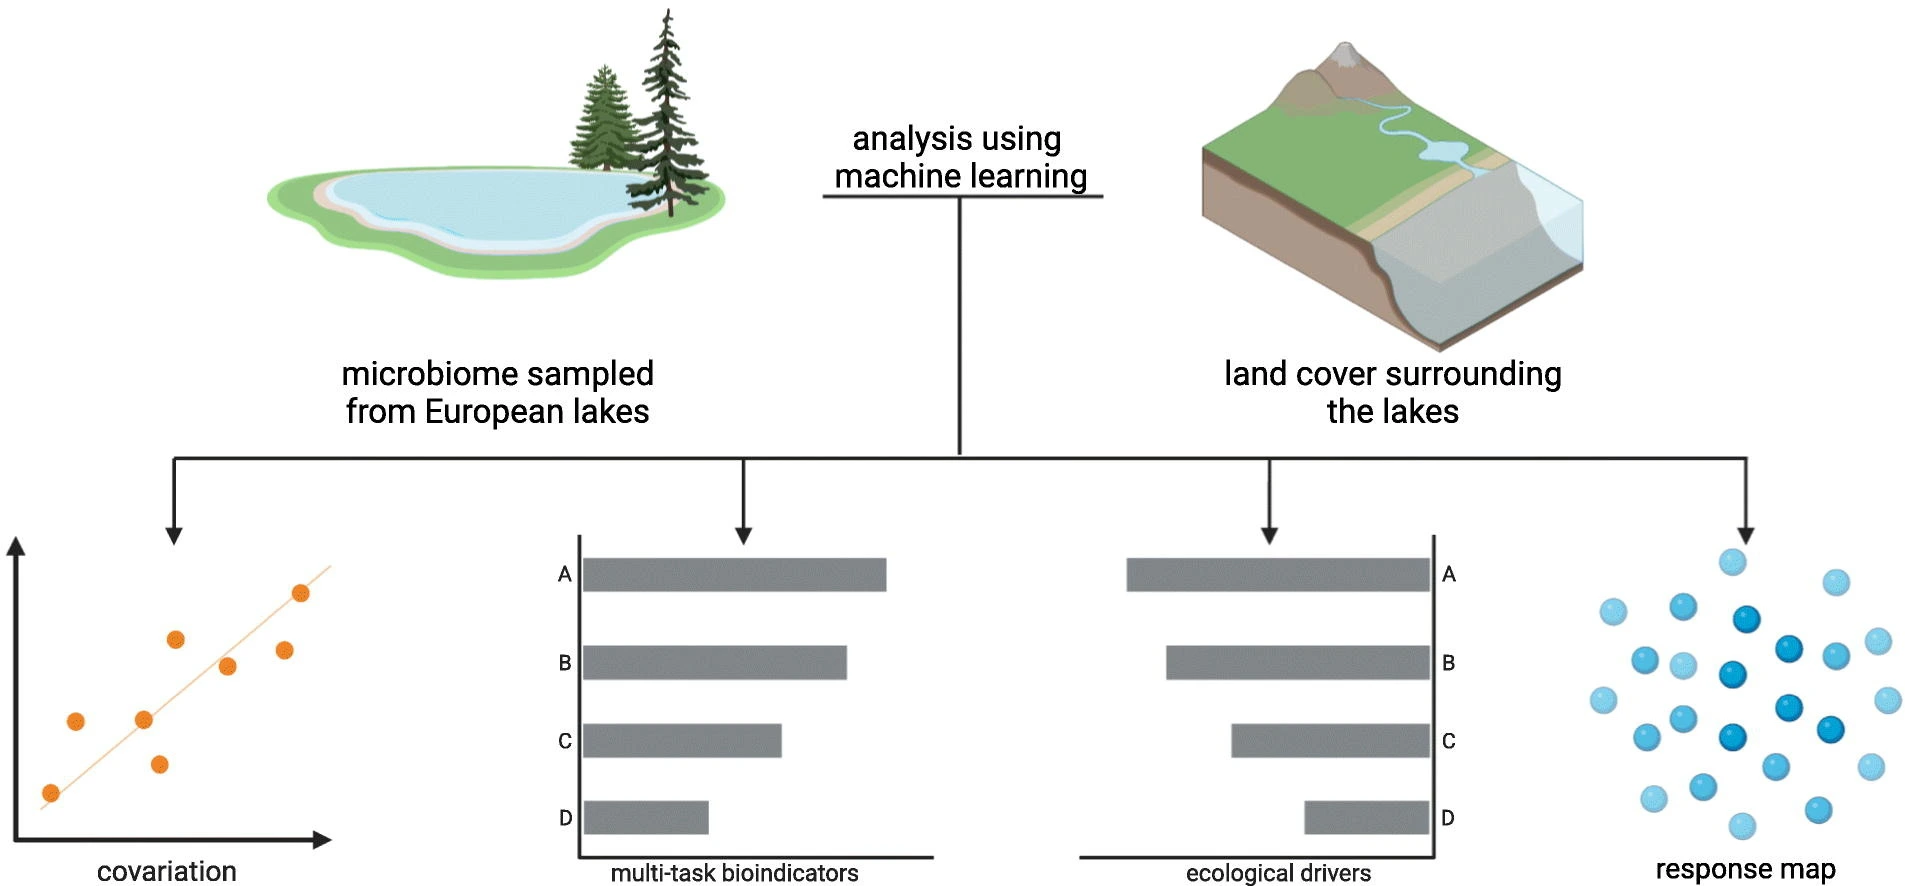 analysis using
machine learning
microbiome sampled
from European lakes
land cover surrounding
the lakes
covariation
A
B
C
D
multi-task bioindicators
A
B
C
D
ecological drivers
response map